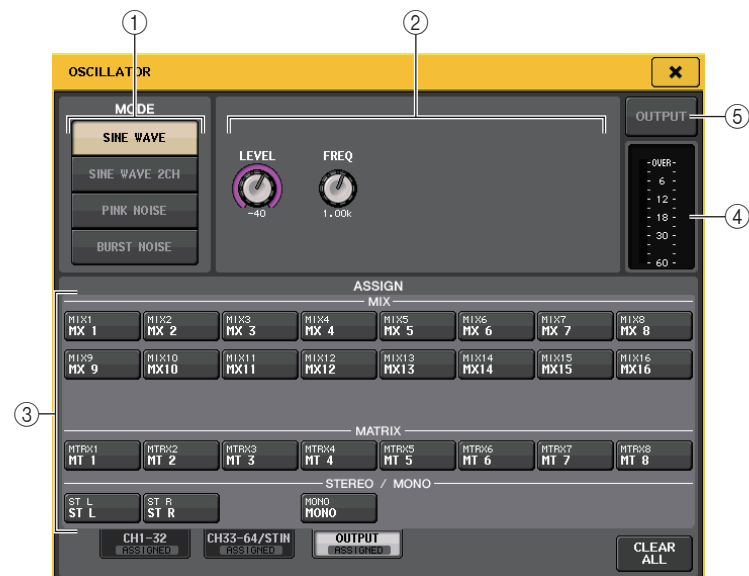 ① ②
OSCILLATOR ×
MODE
OUTPUT ⑤
SINE WAVE
SINE WAVE 2CH
PINK NOISE
BURST NOISE
LEVEL FREQ
-40 1.00k
-OVER-
- 6 -
- 12 -
- 18 - ④
- 30 -
- 60 -
ASSIGN
MIX
MIX1 MIX2 MIX3 MIX4 MIX5 MIX6 MIX7 MIX8
MX 1 MX 2 MX 3 MX 4 MX 5 MX 6 MX 7 MX 8
MIX9 MIX10 MIX11 MIX12 MIX13 MIX14 MIX15 MIX16
MX 9 MX10 MX11 MX12 MX13 MX14 MX15 MX16
③
MATRIX
MTRX1 MTRX2 MTRX3 MTRX4 MTRX5 MTRX6 MTRX7 MTRX8
MT 1 MT 2 MT 3 MT 4 MT 5 MT 6 MT 7 MT 8
STEREO / MONO
ST L ST R MONO
ST L ST R MONO
CH1-32 CH33-64/STIN OUTPUT
ASSIGNED ASSIGNED ASSIGNED
CLEAR
ALL